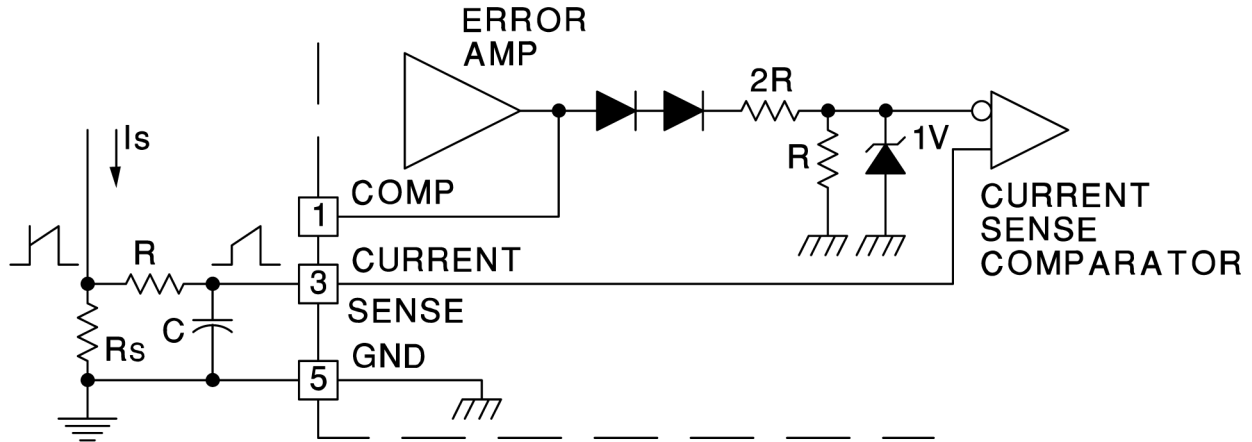 ERROR
AMP
2R
Is
R
1V
COMP
1
CURRENT
SENSE
COMPARATOR
R
CURRENT
3
SENSE
C
Rs
GND
5